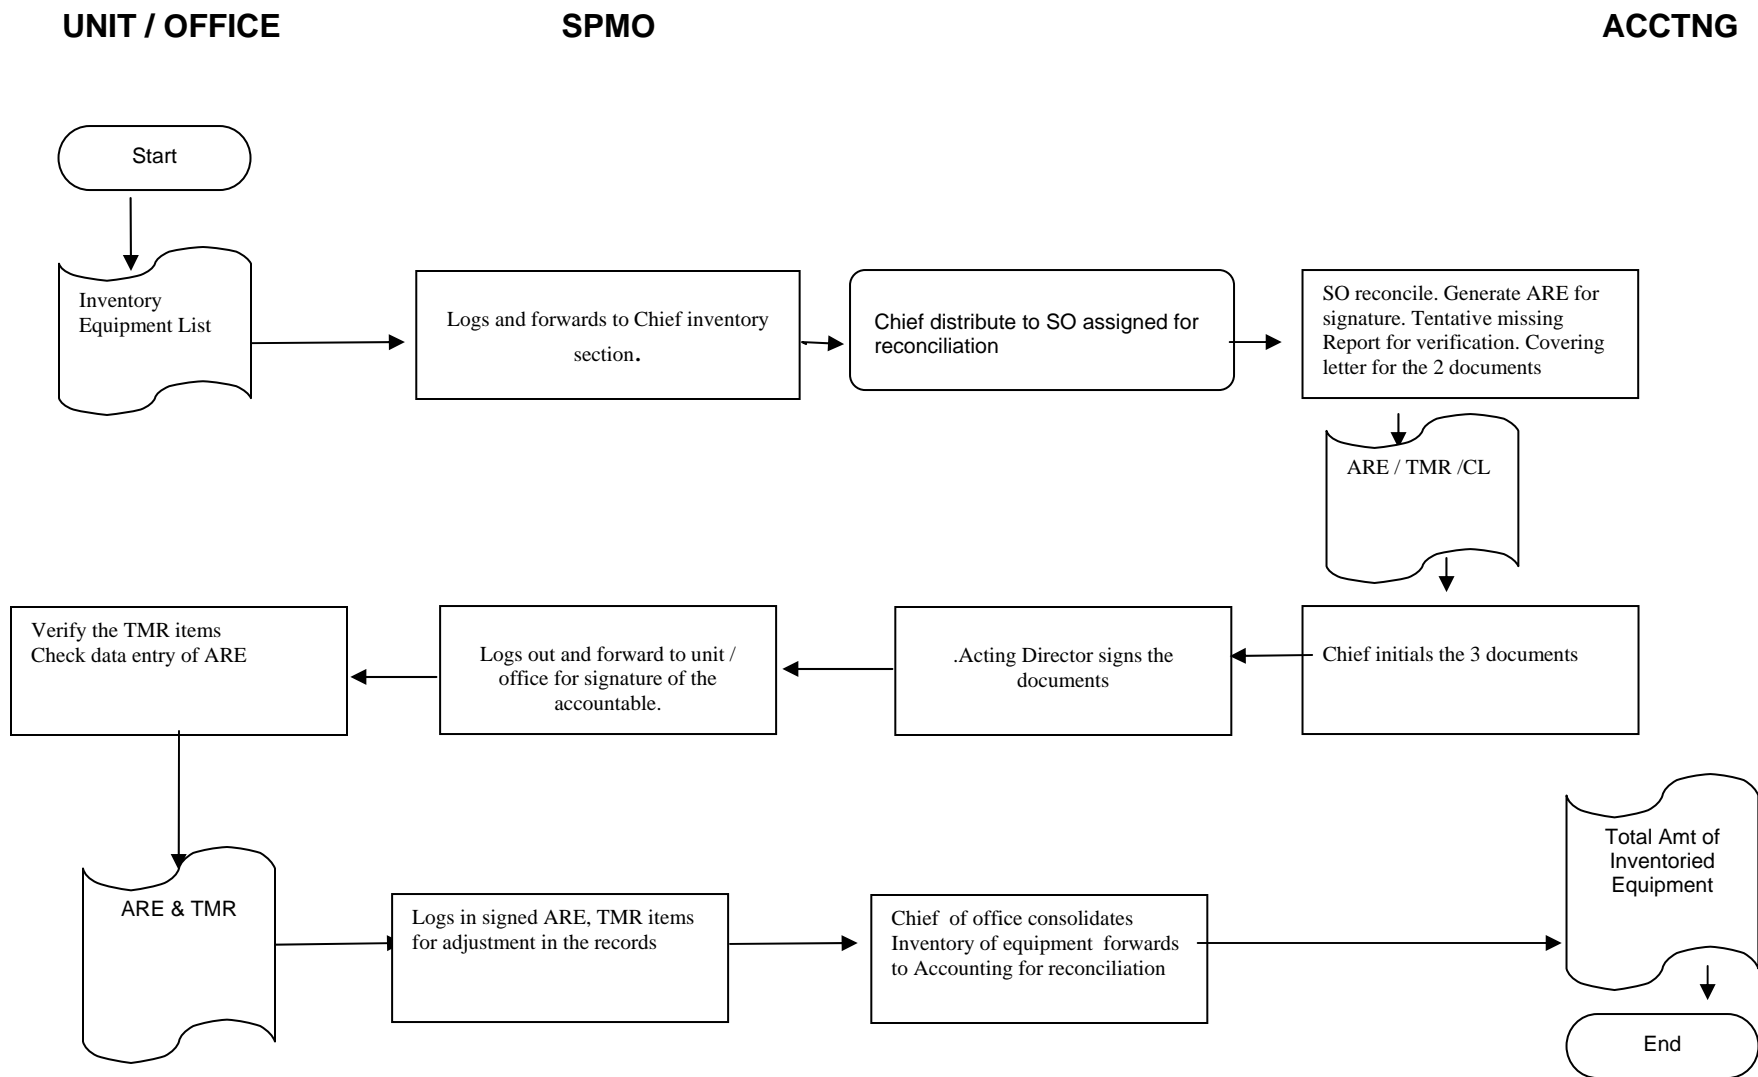 UNIT / OFFICE
SPMO
ACCTNG
Start
Inventory
Equipment List
Logs and forwards to Chief inventory
section.
Chief distribute to SO assigned for
reconciliation
SO reconcile. Generate ARE for
signature. Tentative missing
Report for verification. Covering
letter for the 2 documents
ARE / TMR /CL
Chief initials the 3 documents
.Acting Director signs the
documents
Logs out and forward to unit /
office for signature of the
accountable.
Verify the TMR items
Check data entry of ARE
ARE & TMR
Logs in signed ARE, TMR items
for adjustment in the records
Chief of office consolidates
Inventory of equipment forwards
to Accounting for reconciliation
Total Amt of
Inventoried
Equipment
End